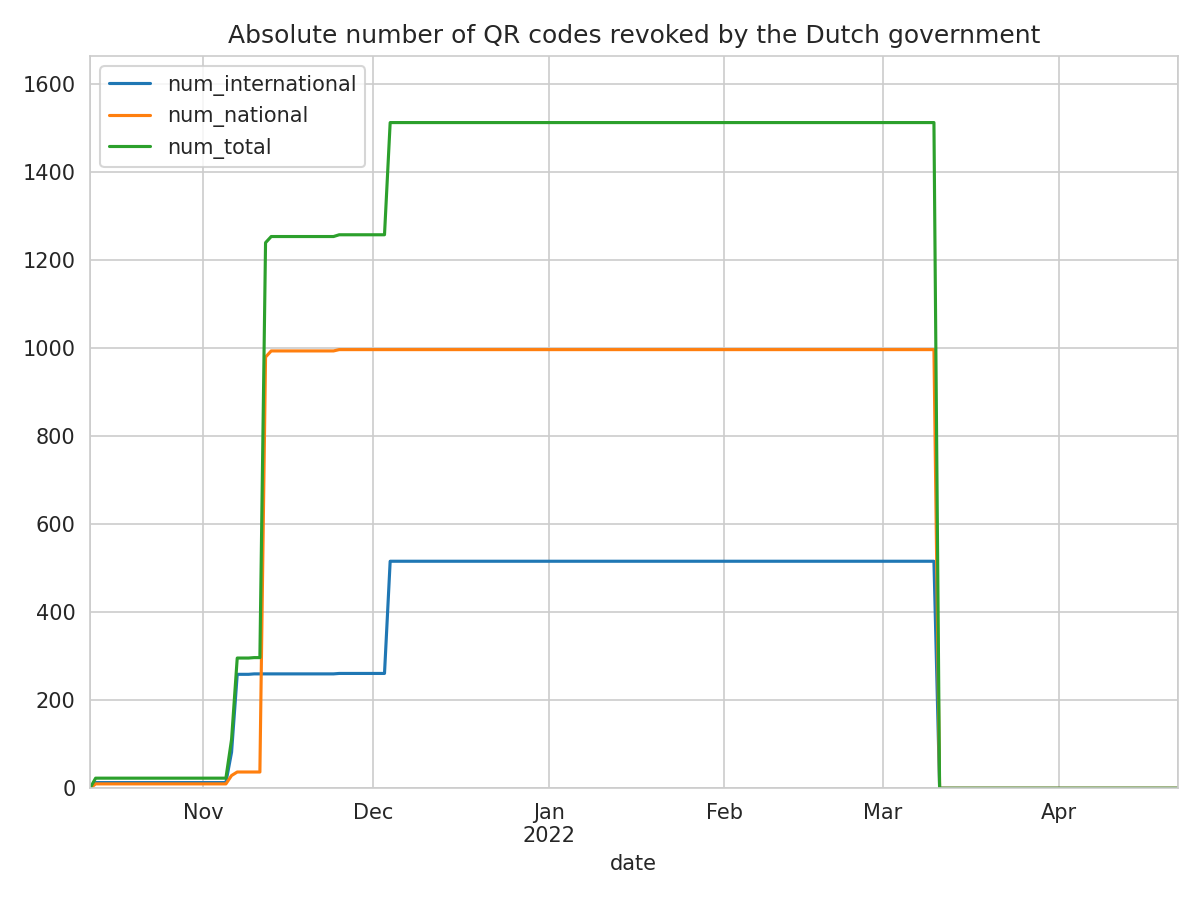 Absolute number of QR codes revoked by the Dutch government
num_international
num_national
num_total
1600
1400
1200
1000
800
600
400
200
0
Nov Dec Jan Feb Mar Apr
2022
date